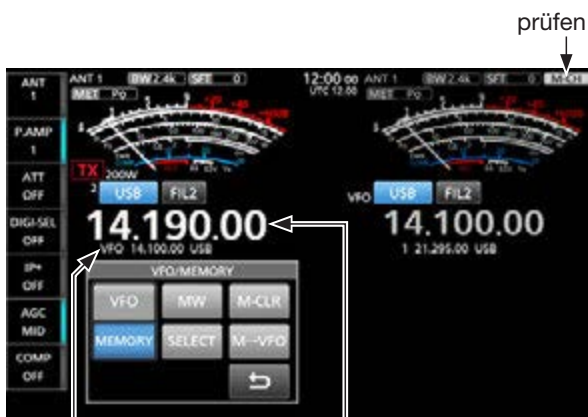 prüfen
ANT 1
P.AMP 1
ATT OFF
DIGI-SEL OFF
IP+ OFF
AGC MID
COMP OFF
ANT 1 BW 2.4k SFT 0 12:00:00 ANT 1 BW 2.4k SFT 0 M-CH
MET Po UTC 12:00 MET Po
TX 200W
2 USB FIL2 VFO USB FIL2
14.190.00 14.100.00
VFO 14.100.00 USB 1 21.295.00 USB
VFO/MEMORY
VFO MW M-CLR
MEMORY SELECT M→VFO